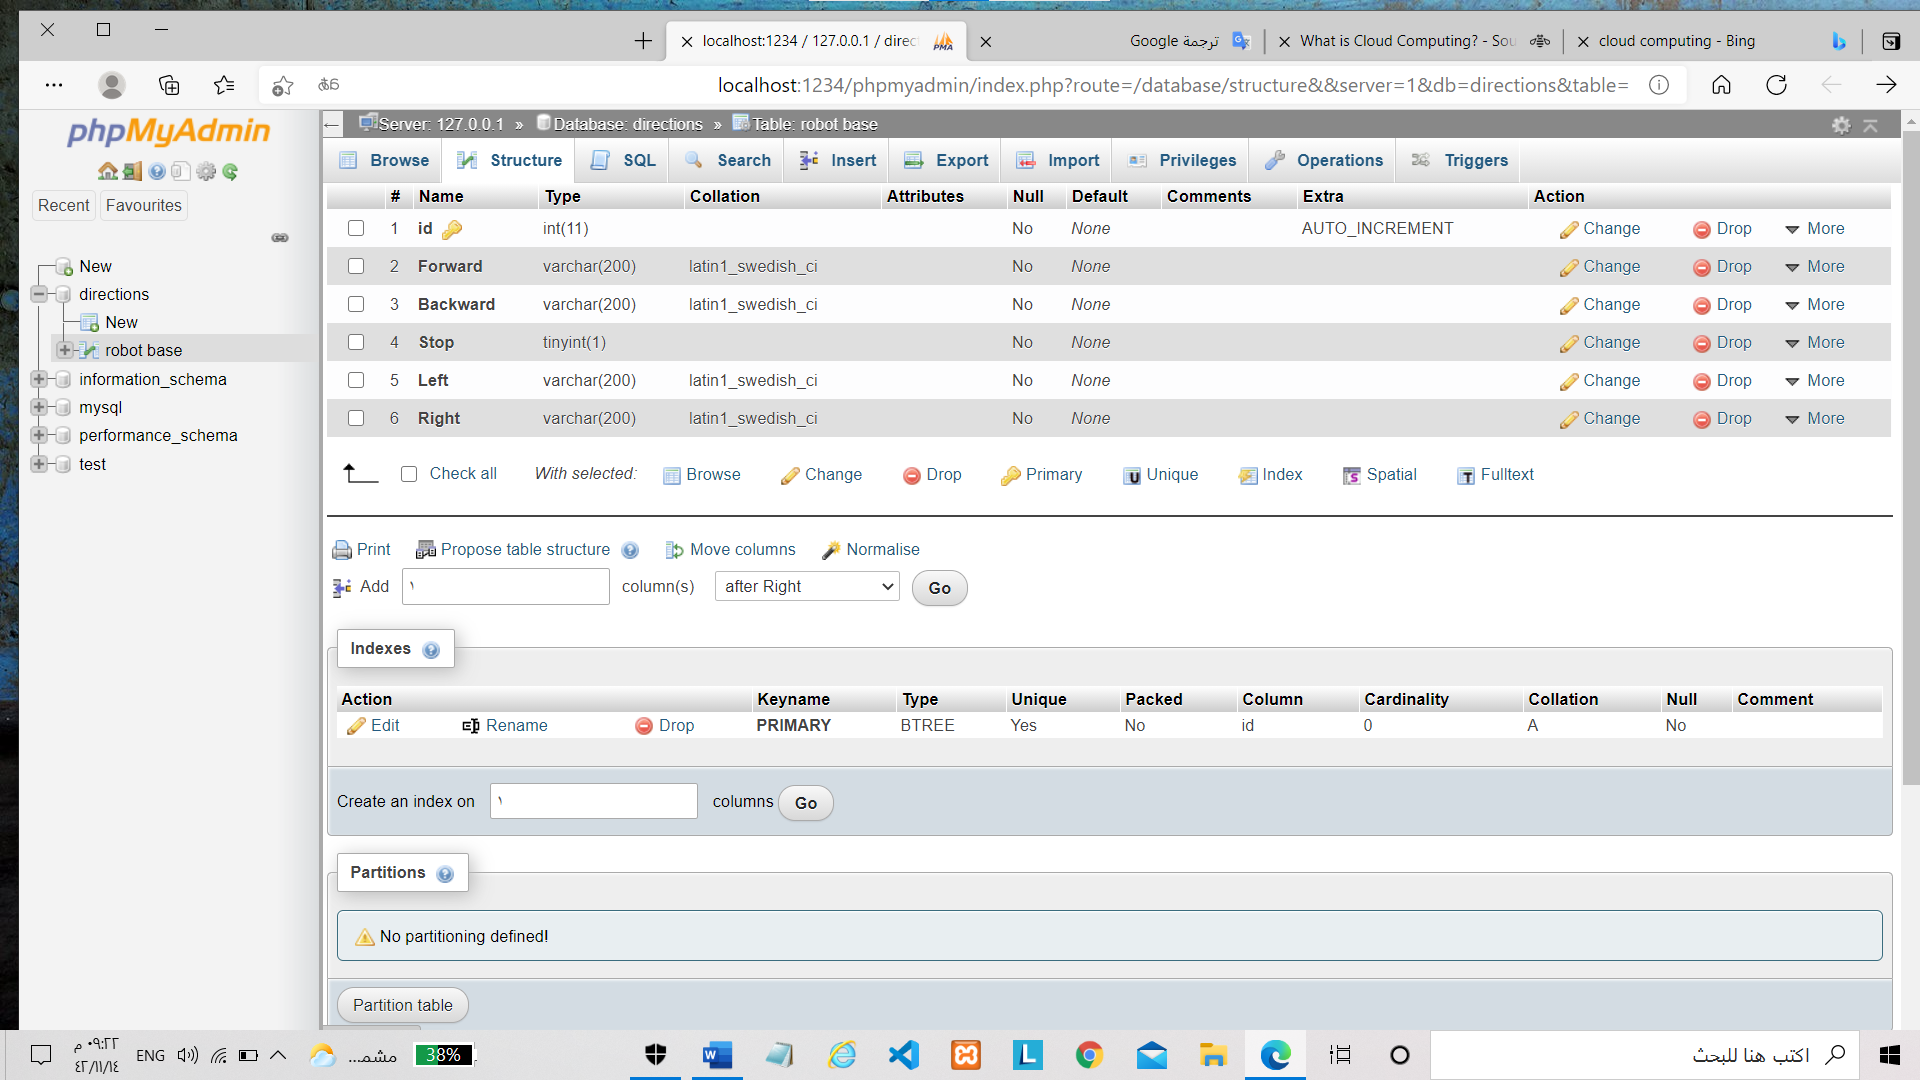 localhost:1234 / 127.0.0.1 / direc
ترجمة Google
What is Cloud Computing? - Sou
cloud computing - Bing
localhost:1234/phpmyadmin/index.php?route=/database/structure&&server=1&db=directions&table=
phpMyAdmin
Recent Favourites
New
directions
New
robot base
information_schema
mysql
performance_schema
test
Server: 127.0.0.1 » Database: directions » Table: robot base
Browse Structure SQL Search Insert Export Import Privileges Operations Triggers
# Name Type Collation Attributes Null Default Comments Extra Action
1 id int(11) No None AUTO_INCREMENT Change Drop More
2 Forward varchar(200) latin1_swedish_ci No None Change Drop More
3 Backward varchar(200) latin1_swedish_ci No None Change Drop More
4 Stop tinyint(1) No None Change Drop More
5 Left varchar(200) latin1_swedish_ci No None Change Drop More
6 Right varchar(200) latin1_swedish_ci No None Change Drop More
Check all With selected: Browse Change Drop Primary Unique Index Spatial Fulltext
Print Propose table structure Move columns Normalise
Add ١ column(s) after Right Go
Indexes
Action Keyname Type Unique Packed Column Cardinality Collation Null Comment
Edit Rename Drop PRIMARY BTREE Yes No id 0 A No
Create an index on ١ columns Go
Partitions
No partitioning defined!
Partition table
٠٩:٢٢ م
٤٢/١١/١٤
ENG
مشمـ...
38%
اكتب هنا للبحث